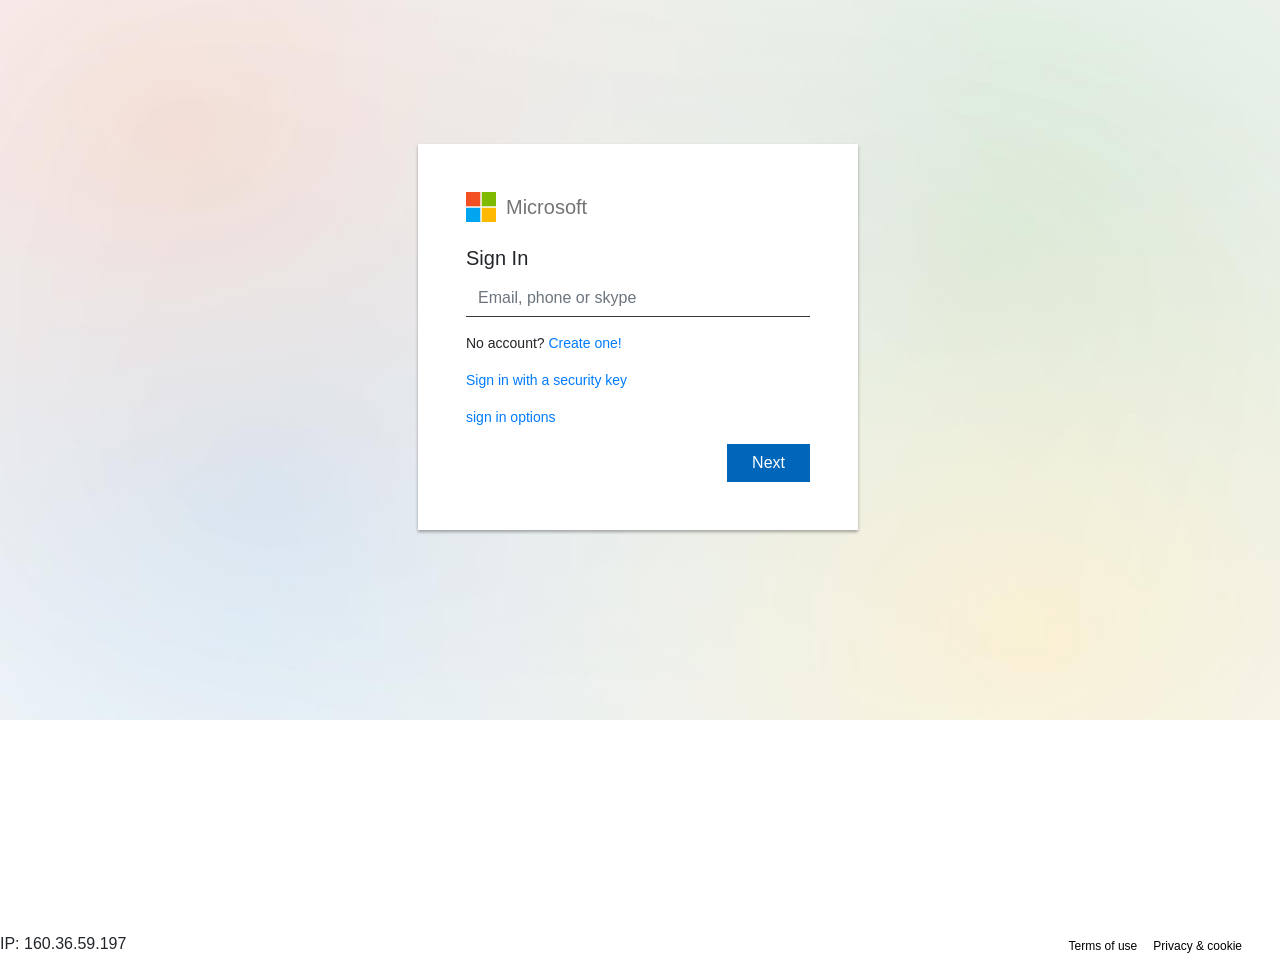 Microsoft
Sign In
Email, phone or skype
No account? Create one!
Sign in with a security key
sign in options
Next
IP: 160.36.59.197
Terms of use Privacy & cookie